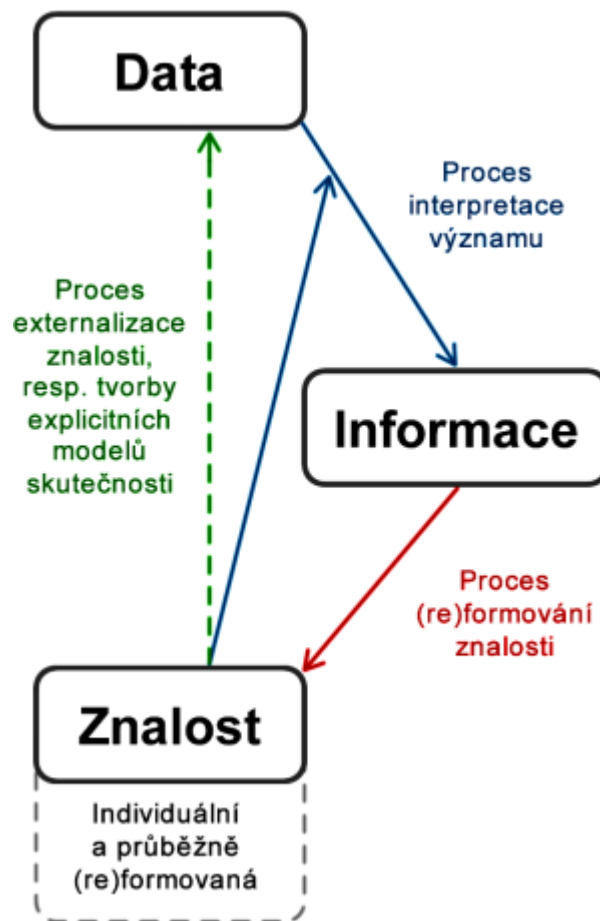 Data
Proces
interpretace
významu
Proces
externalizace
znalosti,
resp. tvorby
explicitních
modelů
skutečnosti
Informace
Proces
(re)formování
znalosti
Znalost
Individuální
a průběžně
(re)formovaná